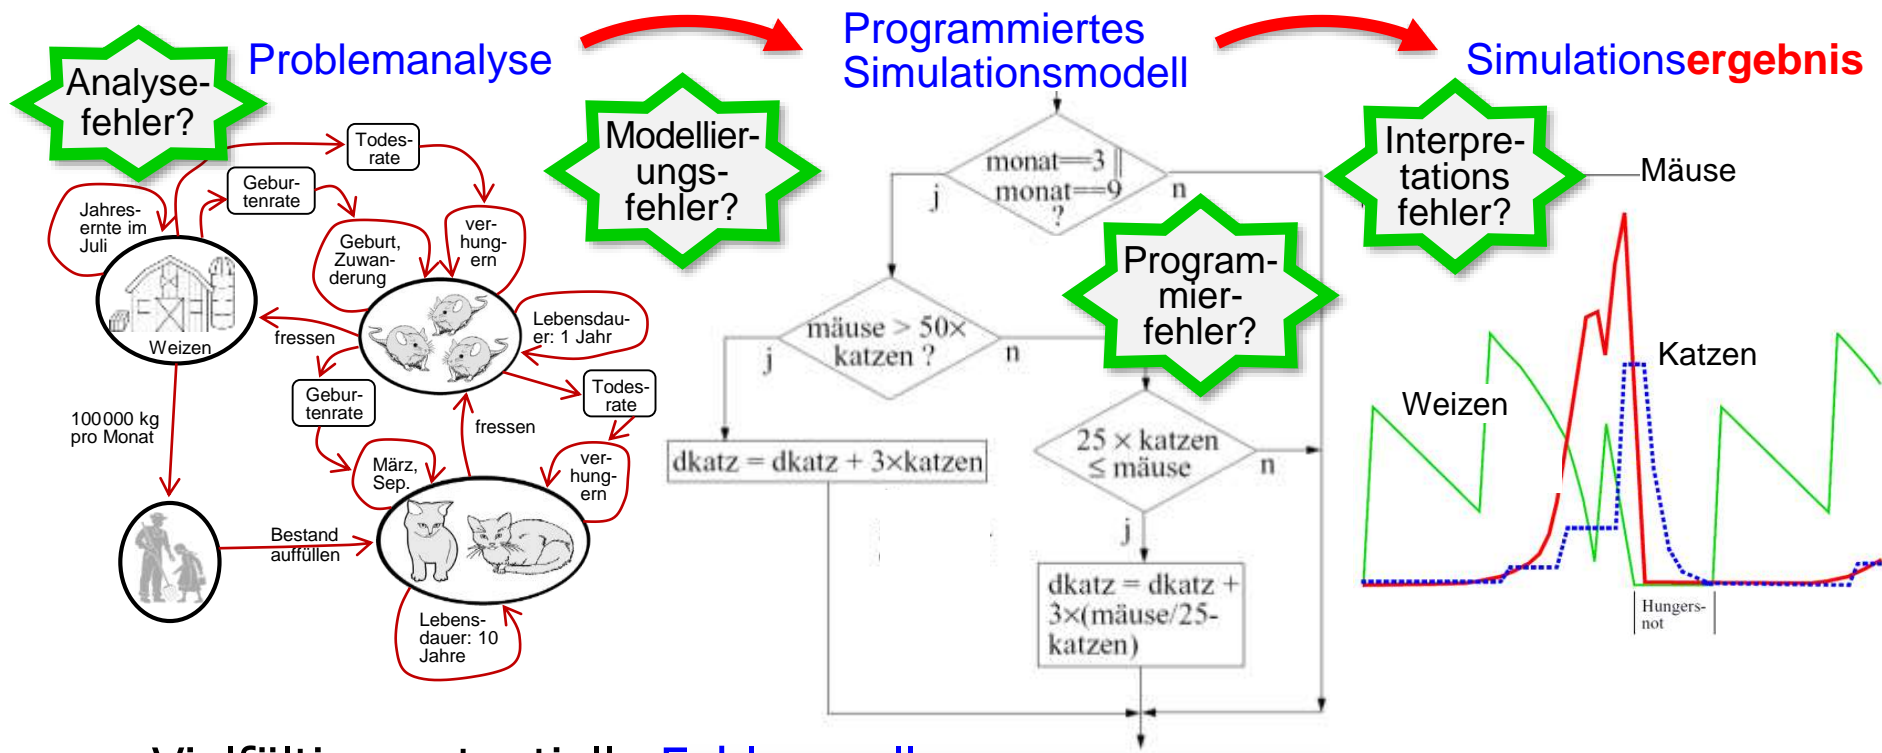 Problemanalyse
Programmiertes
Simulationsmodell
Simulationsergebnis
Analyse-
fehler?
Modellier-
ungs-
fehler?
Program-
mier-
fehler?
Interpre-
tations
fehler?
Todes-
rate
Gebur-
tenrate
Jahres-
ernte im
Juli
Geburt,
Zuwan-
derung
ver-
hung-
ern
Weizen
fressen
Lebensdau-
er: 1 Jahr
Gebur-
tenrate
Todes-
rate
100000 kg
pro Monat
fressen
März,
Sep.
ver-
hung-
ern
Bestand
auffüllen
Lebens-
dauer: 10
Jahre
monat==3 ||
monat==9
?
j
n
mäuse > 50×
katzen ?
j
n
dkatz = dkatz + 3×katzen
25 × katzen
≤ mäuse
n
j
dkatz = dkatz +
3×(mäuse/25-
katzen)
Mäuse
Katzen
Weizen
Hungers-
not